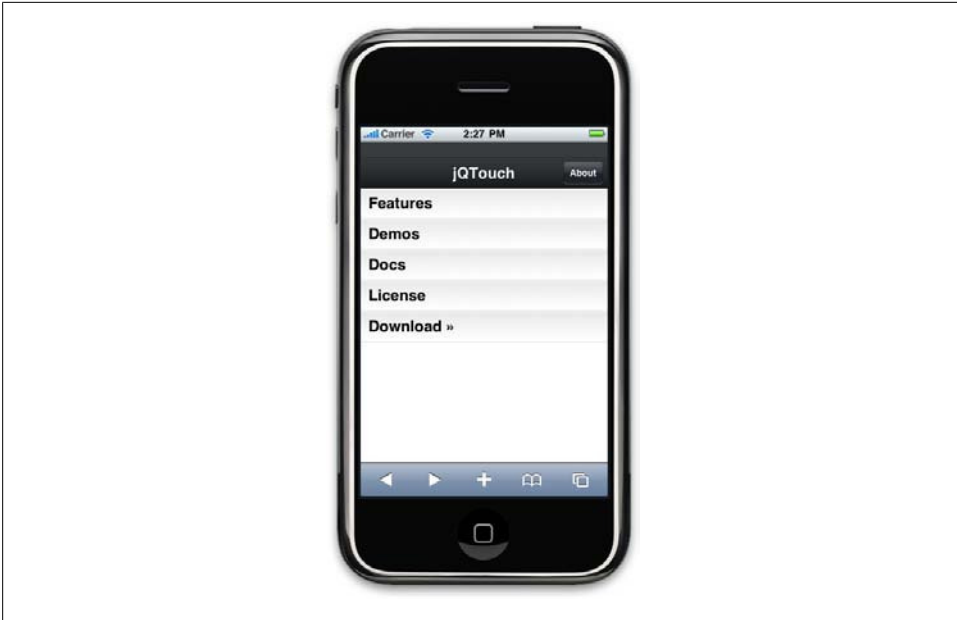 Carrier 2:27 PM
jQTouch About
Features
Demos
Docs
License
Download »